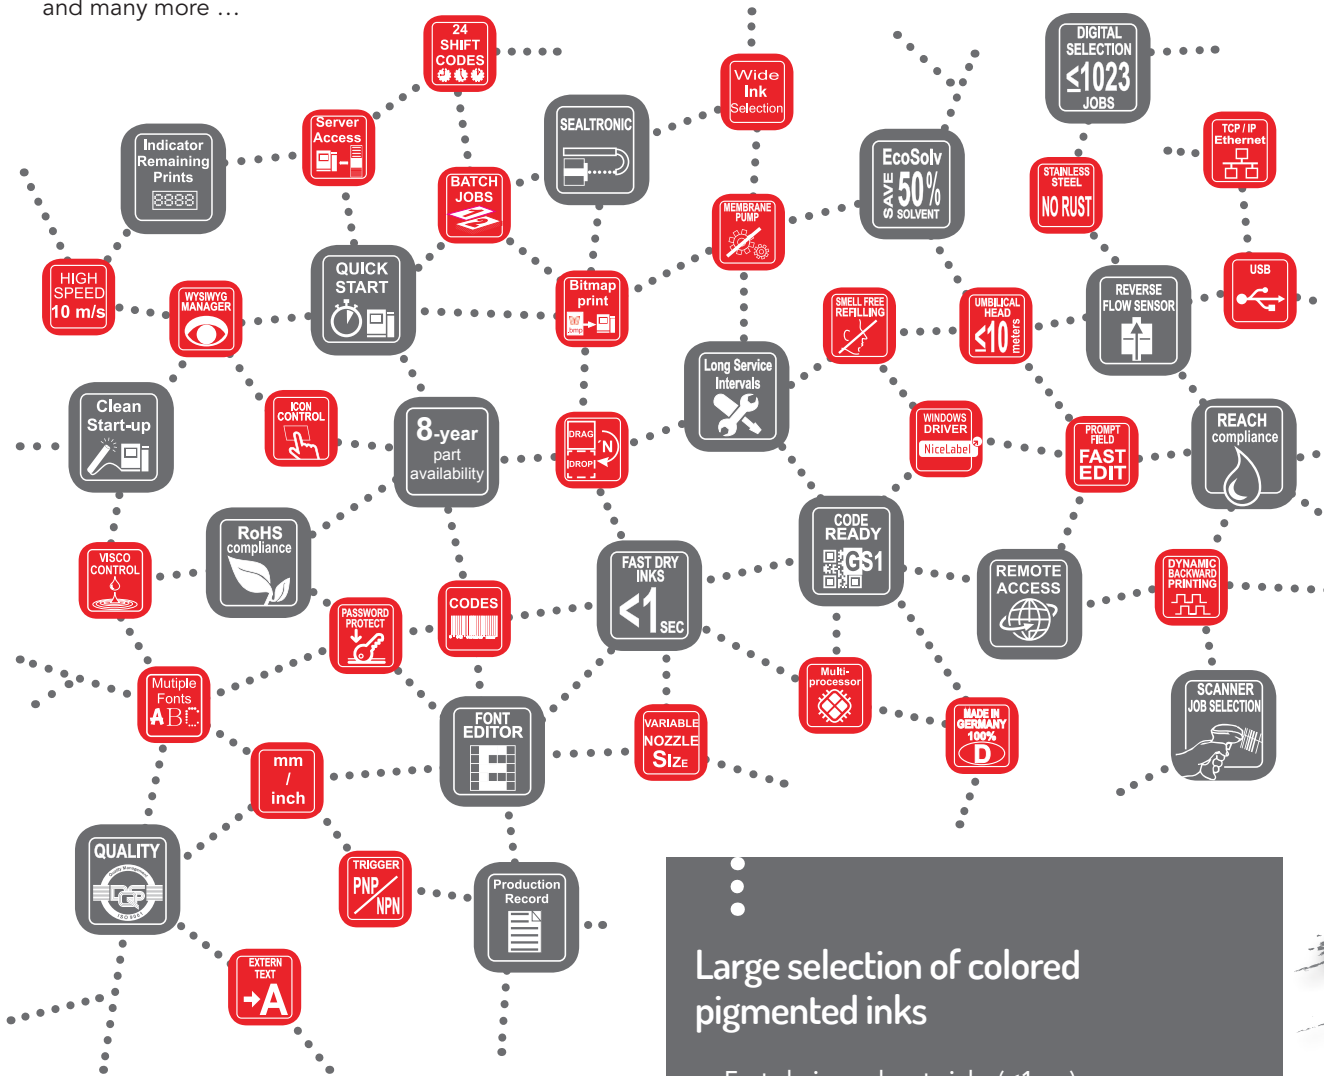 and many more …
24
SHIFT
CODES
DIGITAL
SELECTION
≤1023
JOBS
Wide
Ink
Selection
Server
Access
SEALTRONIC
TCP / IP
Ethernet
Indicator
Remaining
Prints
8888
EcoSolv
SAVE
50%
SOLVENT
STAINLESS
STEEL
NO RUST
BATCH
JOBS
MEMBRANE
PUMP
HIGH
SPEED
10 m/s
WYSIWYG
MANAGER
QUICK
START
Bitmap
print
.bmp
SMELL FREE
REFILLING
UMBILICAL
HEAD
≤10
meters
REVERSE
FLOW SENSOR
USB
Long Service
Intervals
Clean
Start-up
ICON
CONTROL
8-year
part
availability
DRAG
'N
DROP
WINDOWS
DRIVER
NiceLabel
PROMPT
FIELD
FAST
EDIT
REACH
compliance
RoHS
compliance
CODE
READY
GS1
VISCO
CONTROL
FAST DRY
INKS
<1
SEC
REMOTE
ACCESS
DYNAMIC
BACKWARD
PRINTING
PASSWORD
PROTECT
CODES
Mutiple
Fonts
ABC
Multi-
processor
SCANNER
JOB SELECTION
FONT
EDITOR
E
VARIABLE
NOZZLE
SIZE
MADE IN
GERMANY
100%
D
mm
/
inch
QUALITY
Quality Management
DQS
ISO 9001
TRIGGER
PNP
NPN
Production
Record
EXTERN
TEXT
→A
Large selection of colored
pigmented inks